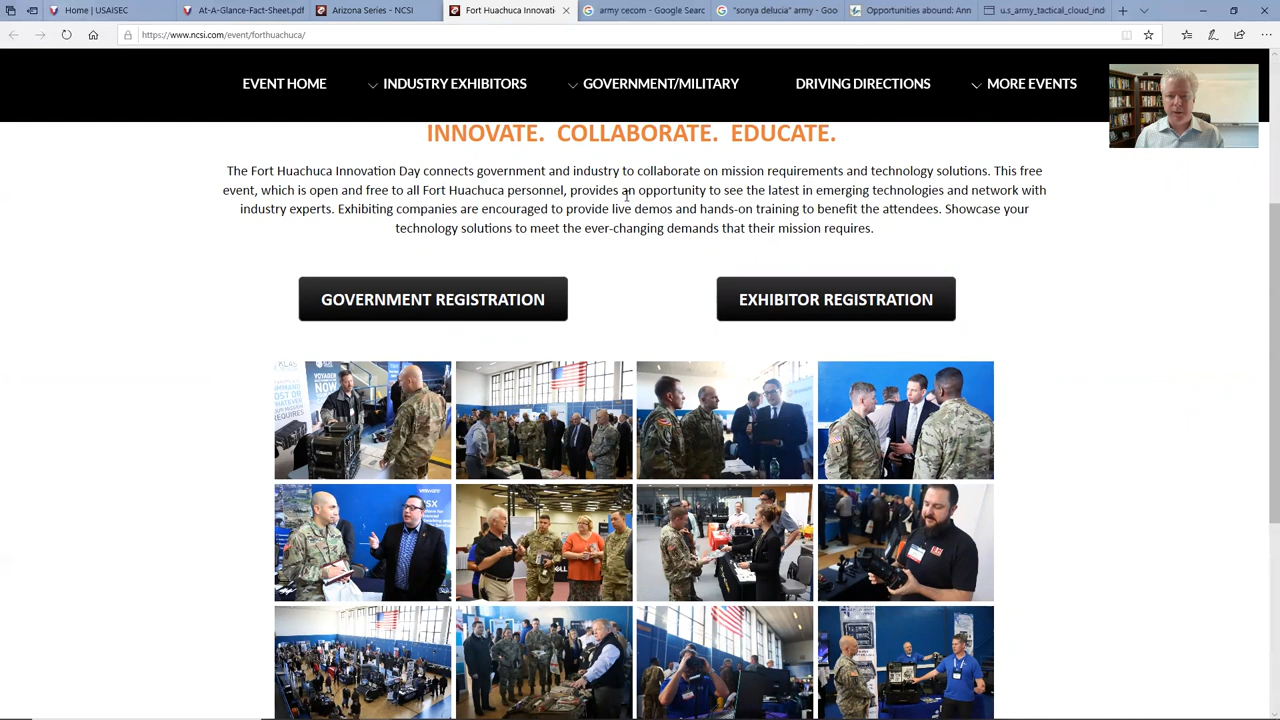 Home | USAISEC
At-A-Glance-Fact-Sheet.pdf
Arizona Series - NCSI
Fort Huachuca Innovati
army cecom - Google Searc
"sonya delucia" army - Goo
Opportunities abound: Ann
u.s_army_tactical_cloud_ind
https://www.ncsi.com/event/forthuachuca/
EVENT HOME
INDUSTRY EXHIBITORS
GOVERNMENT/MILITARY
DRIVING DIRECTIONS
MORE EVENTS
INNOVATE. COLLABORATE. EDUCATE.
The Fort Huachuca Innovation Day connects government and industry to collaborate on mission requirements and technology solutions. This free
event, which is open and free to all Fort Huachuca personnel, provides an opportunity to see the latest in emerging technologies and network with
industry experts. Exhibiting companies are encouraged to provide live demos and hands-on training to benefit the attendees. Showcase your
technology solutions to meet the ever-changing demands that their mission requires.
GOVERNMENT REGISTRATION
EXHIBITOR REGISTRATION
VOYAGER
NOW
vmware